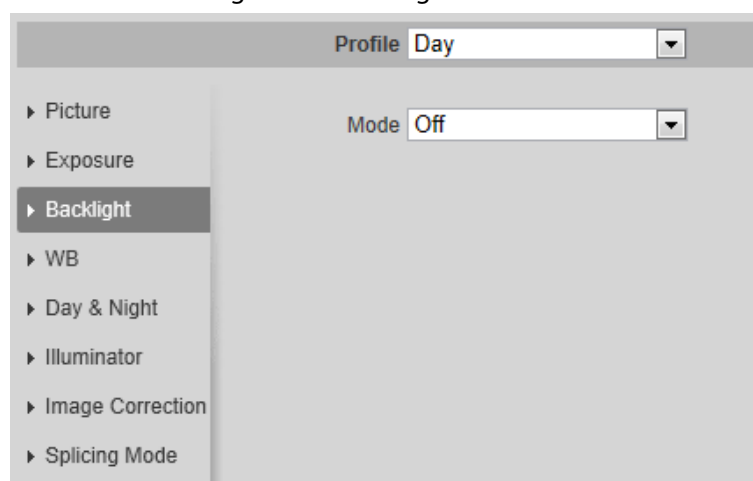 Profile Day
Picture
Mode Off
Exposure
Backlight
WB
Day & Night
Illuminator
Image Correction
Splicing Mode